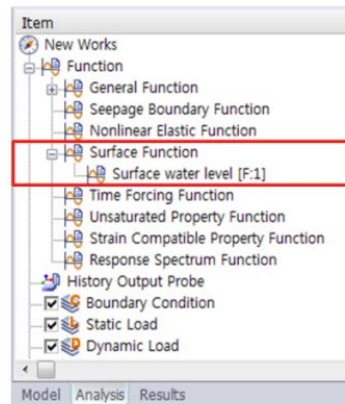 Item
New Works
Function
General Function
Seepage Boundary Function
Nonlinear Elastic Function
Surface Function
Surface water level [F:1]
Time Forcing Function
Unsaturated Property Function
Strain Compatible Property Function
Response Spectrum Function
History Output Probe
Boundary Condition
Static Load
Dynamic Load
Model Analysis Results